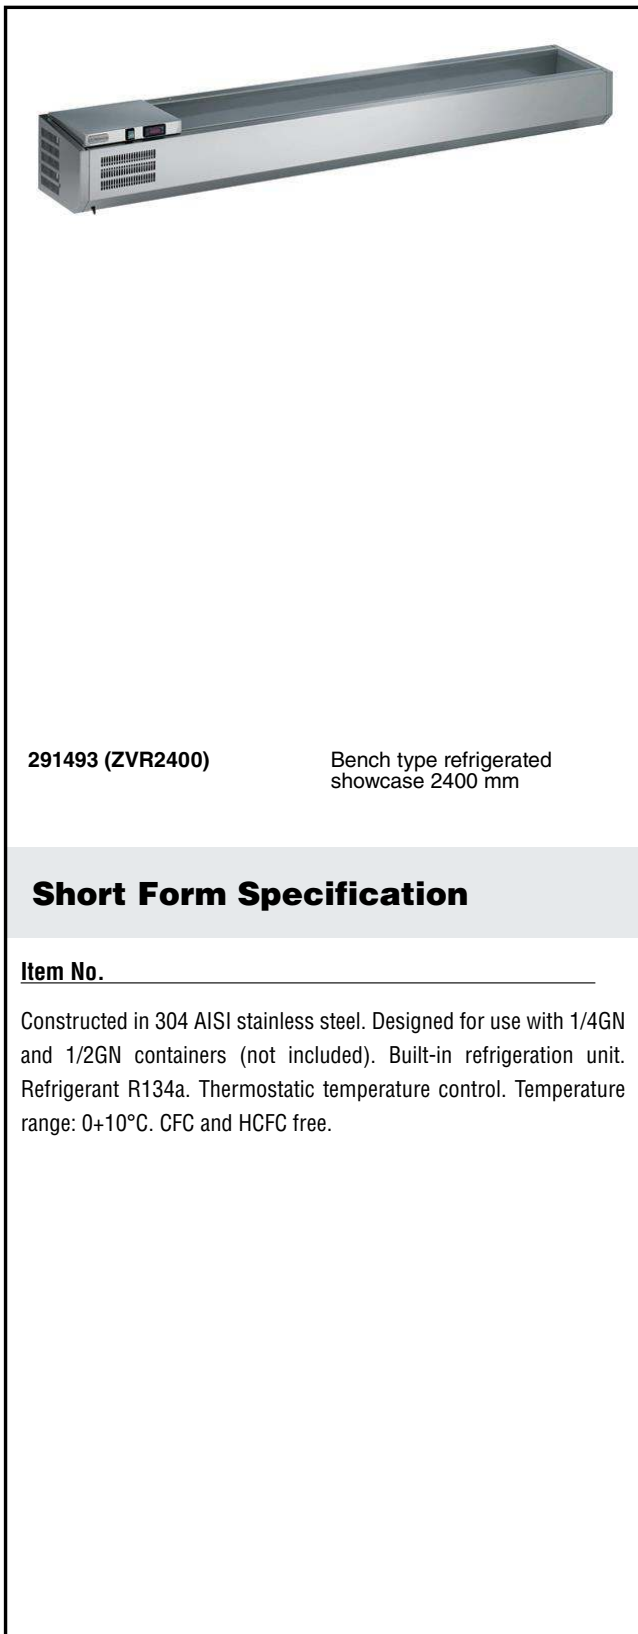 291493 (ZVR2400)
Bench type refrigerated
showcase 2400 mm
Short Form Specification
Item No.
Constructed in 304 AISI stainless steel. Designed for use with 1/4GN
and 1/2GN containers (not included). Built-in refrigeration unit.
Refrigerant R134a. Thermostatic temperature control. Temperature
range: 0+10°C. CFC and HCFC free.